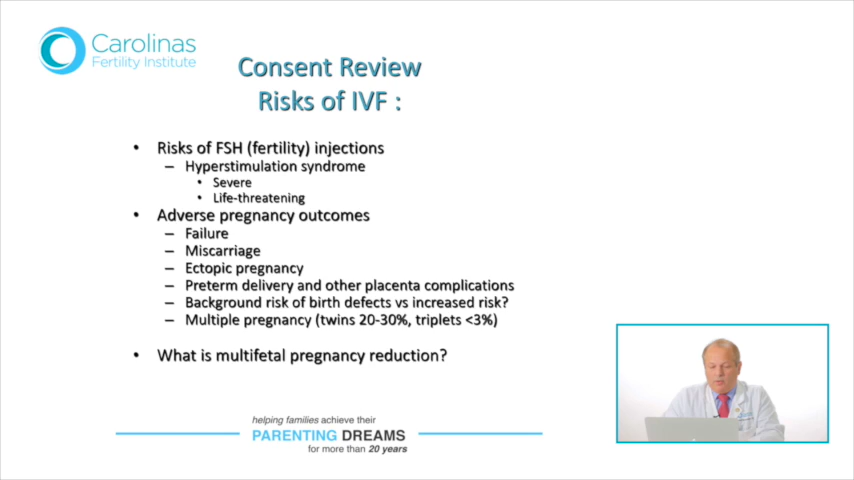 Carolinas
Fertility Institute
Consent Review
Risks of IVF :
• Risks of FSH (fertility) injections
– Hyperstimulation syndrome
• Severe
• Life-threatening
• Adverse pregnancy outcomes
– Failure
– Miscarriage
– Ectopic pregnancy
– Preterm delivery and other placenta complications
– Background risk of birth defects vs increased risk?
– Multiple pregnancy (twins 20-30%, triplets <3%)
• What is multifetal pregnancy reduction?
helping families achieve their
PARENTING DREAMS
for more than 20 years